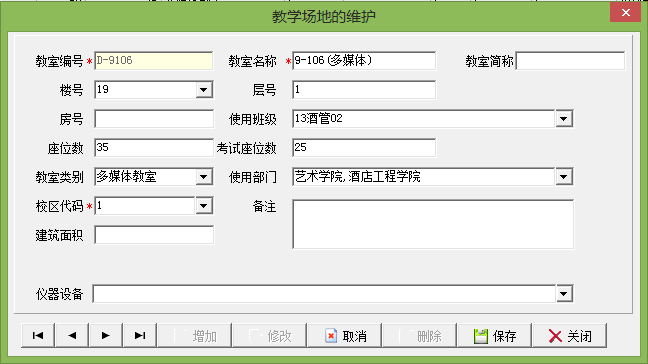 教学场地的维护
教室编号 * D-9106 教室名称 * 9-106(多媒体) 教室简称
楼号 19 层号 1
房号 使用班级 13酒管02
座位数 35 考试座位数 25
教室类别 多媒体教室 使用部门 艺术学院,酒店工程学院
校区代码 * 1 备注
建筑面积
仪器设备
增加 修改 取消 删除 保存 关闭